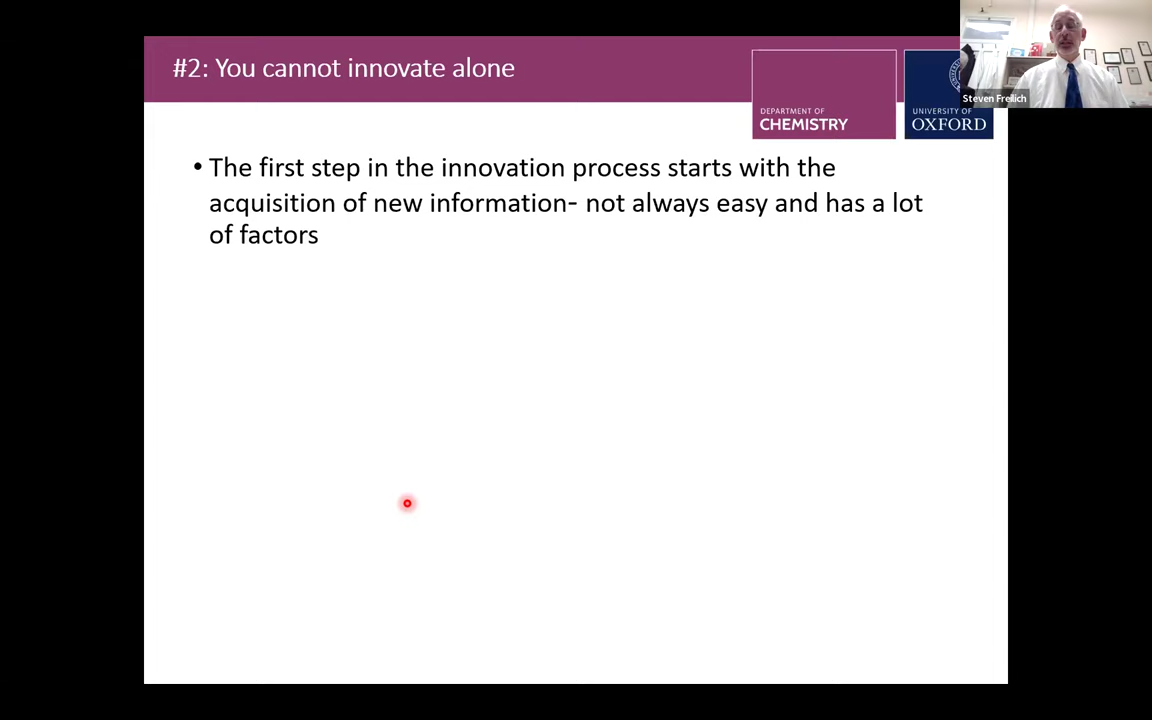 #2: You cannot innovate alone
DEPARTMENT OF
CHEMISTRY
UNIVERSITY OF
OXFORD
Steven Freilich
• The first step in the innovation process starts with the
acquisition of new information- not always easy and has a lot
of factors